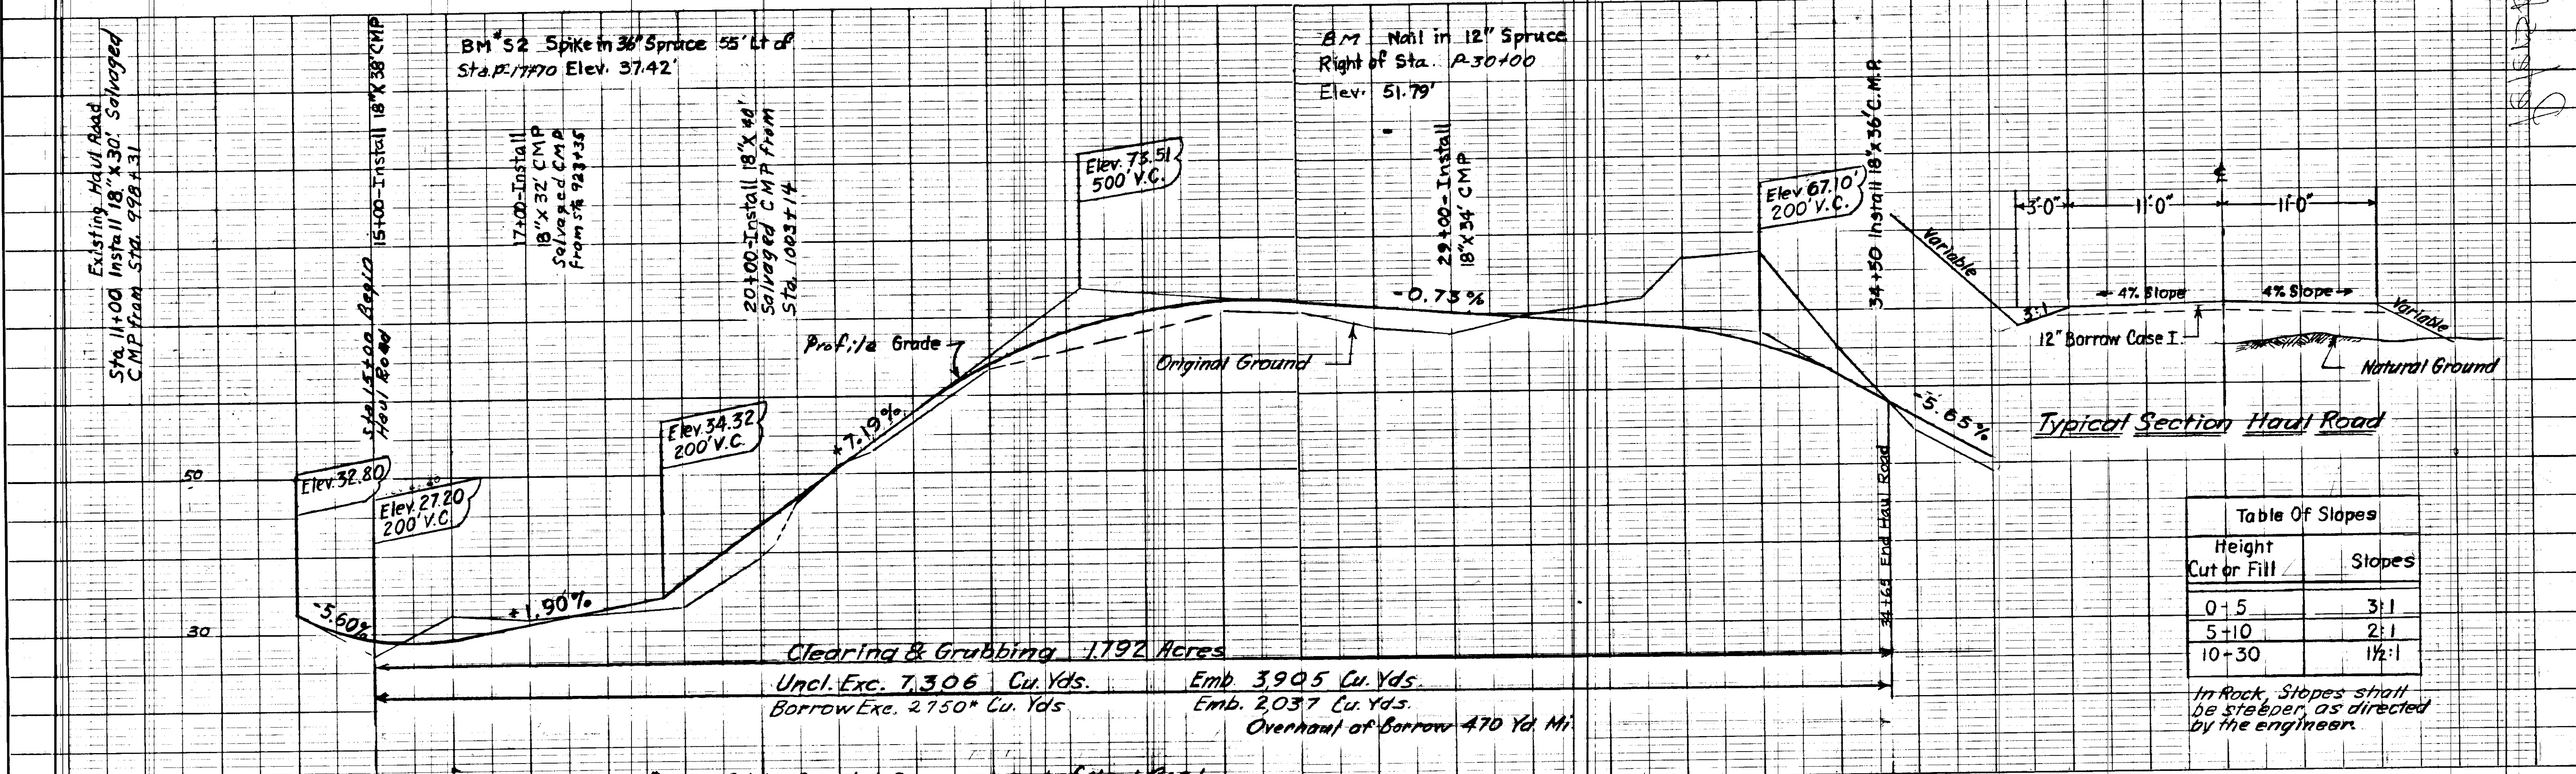 Existing Haul Road
Sta. 11+00 Install 18"X30' Salvaged
CMP from Sta. 998+31
15+00-Install 18"X38' CMP
Sta 15+00 Begin
Haul Road
BM #52 Spike in 36" Spruce 55' Lt of
Sta. P-17+70 Elev. 37.42'
17+00-Install
18"X 32' CMP
Salvaged CMP
From Sta 923+35
20+00-Install 18"X 40'
Salvaged CMP from
Sta. 1003+14
BM Nail in 12" Spruce
Right of Sta. P-30+00
Elev. 51.79'
29+00-Install
18"X34' CMP
34+50 Install 18"X36' C.M.P.
Elev. 73.51
500' V.C.
Elev 67.10'
200' V.C.
Elev. 34.32
200' V.C.
Elev. 32.80
Elev. 27.20
200' V.C.
50
30
-5.60%
+1.90%
+7.19%
-0.73%
-5.65%
Profile Grade
Original Ground
34+65 End Haul Road
3'-0"
11'-0"
11'-0"
Variable
3:1
4% Slope
4% Slope
Variable
12" Borrow Case I.
Natural Ground
Typical Section Haul Road
Clearing & Grubbing 1.792 Acres
Uncl. Exc. 7,306 Cu. Yds. Emb. 3,905 Cu. Yds.
Borrow Exc. 2750* Cu. Yds Emb. 2,037 Cu. Yds.
Overhaul of Borrow 470 Yd. Mi.
Table Of Slopes
Height Cut or Fill Slopes
0-5 3:1
5-10 2:1
10-30 1½:1
In Rock, Slopes shall
be steeper, as directed
by the engineer.